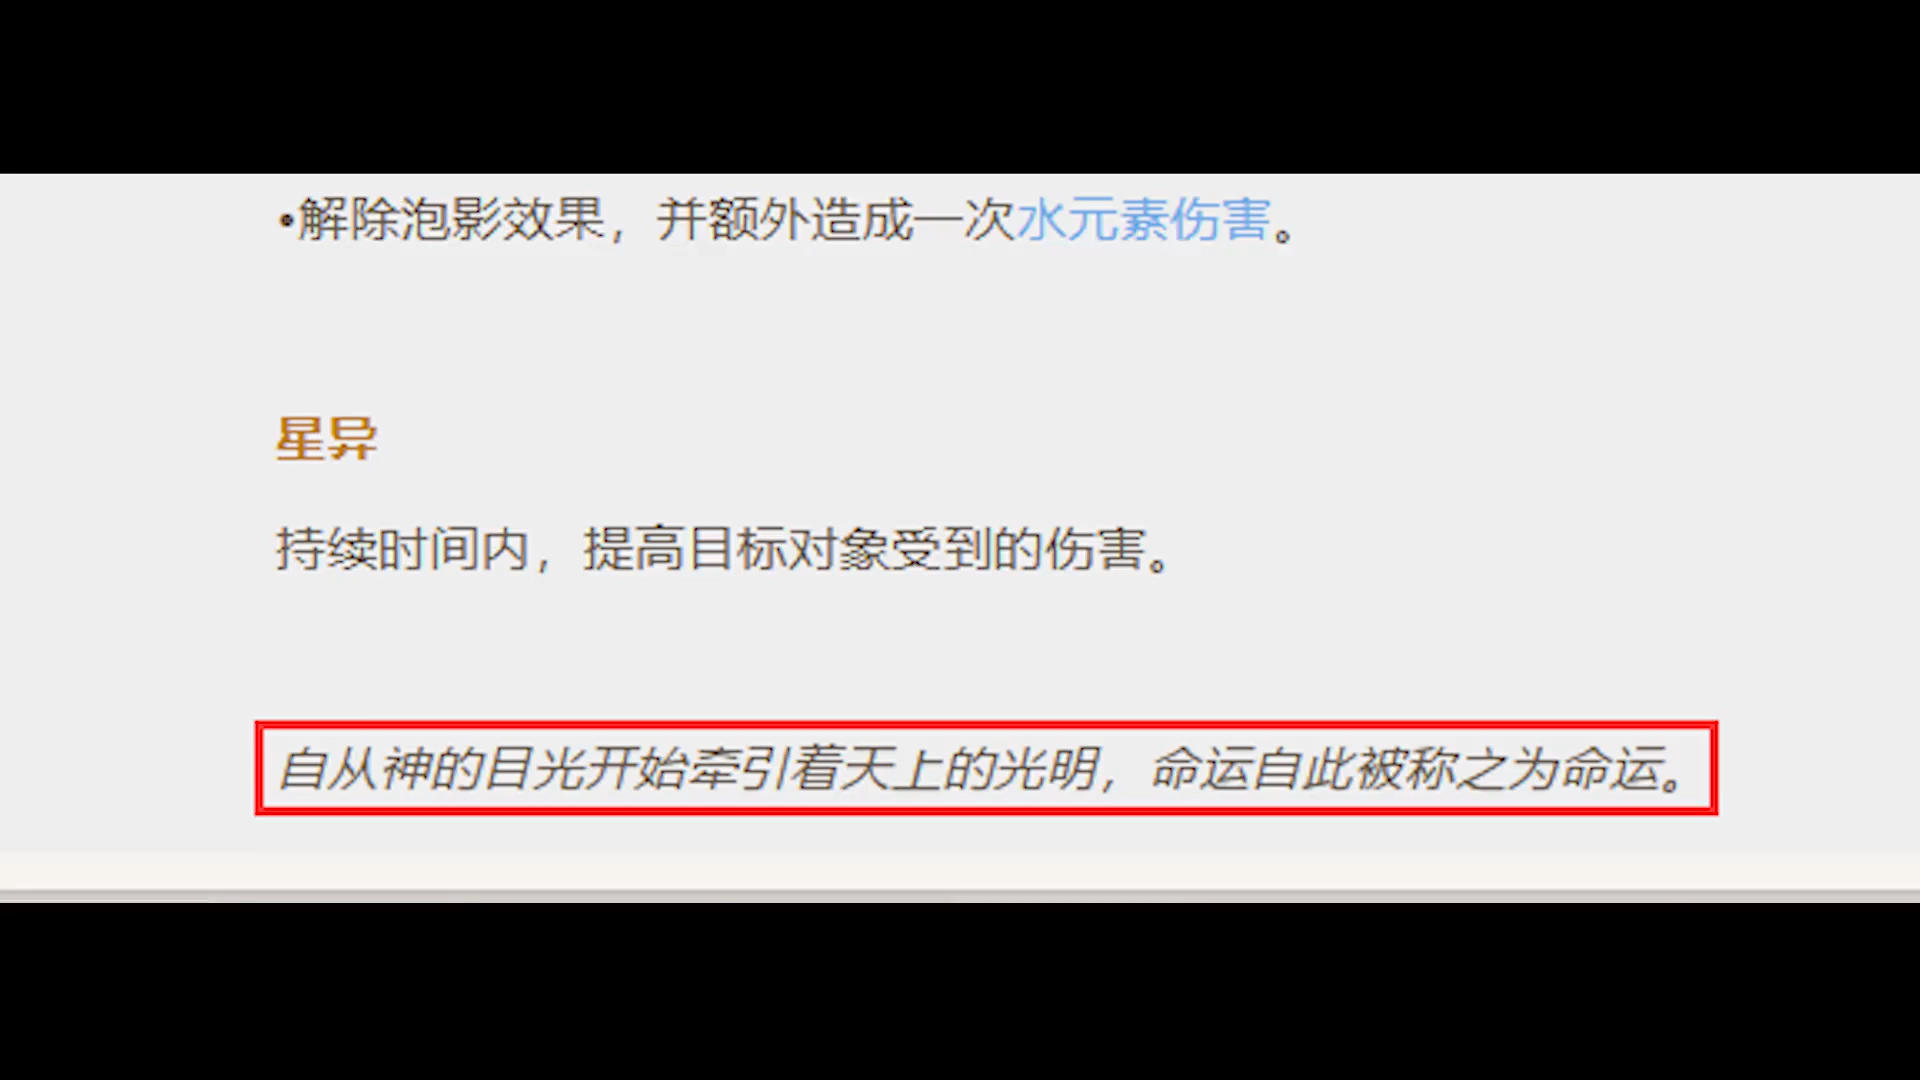 •解除泡影效果，并额外造成一次水元素伤害。
星异
持续时间内，提高目标对象受到的伤害。
自从神的目光开始牵引着天上的光明，命运自此被称之为命运。